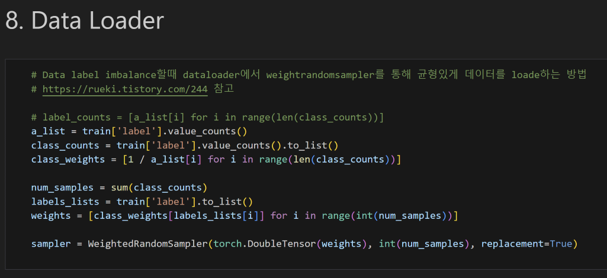 8. Data Loader
# Data label imbalance할때 dataloader에서 weightrandomsampler를 통해 균형있게 데이터를 loade하는 방법
# https://rueki.tistory.com/244 참고
# label_counts = [a_list[i] for i in range(len(class_counts))]
a_list = train['label'].value_counts()
class_counts = train['label'].value_counts().to_list()
class_weights = [1 / a_list[i] for i in range(len(class_counts))]
num_samples = sum(class_counts)
labels_lists = train['label'].to_list()
weights = [class_weights[labels_lists[i]] for i in range(int(num_samples))]
sampler = WeightedRandomSampler(torch.DoubleTensor(weights), int(num_samples), replacement=True)